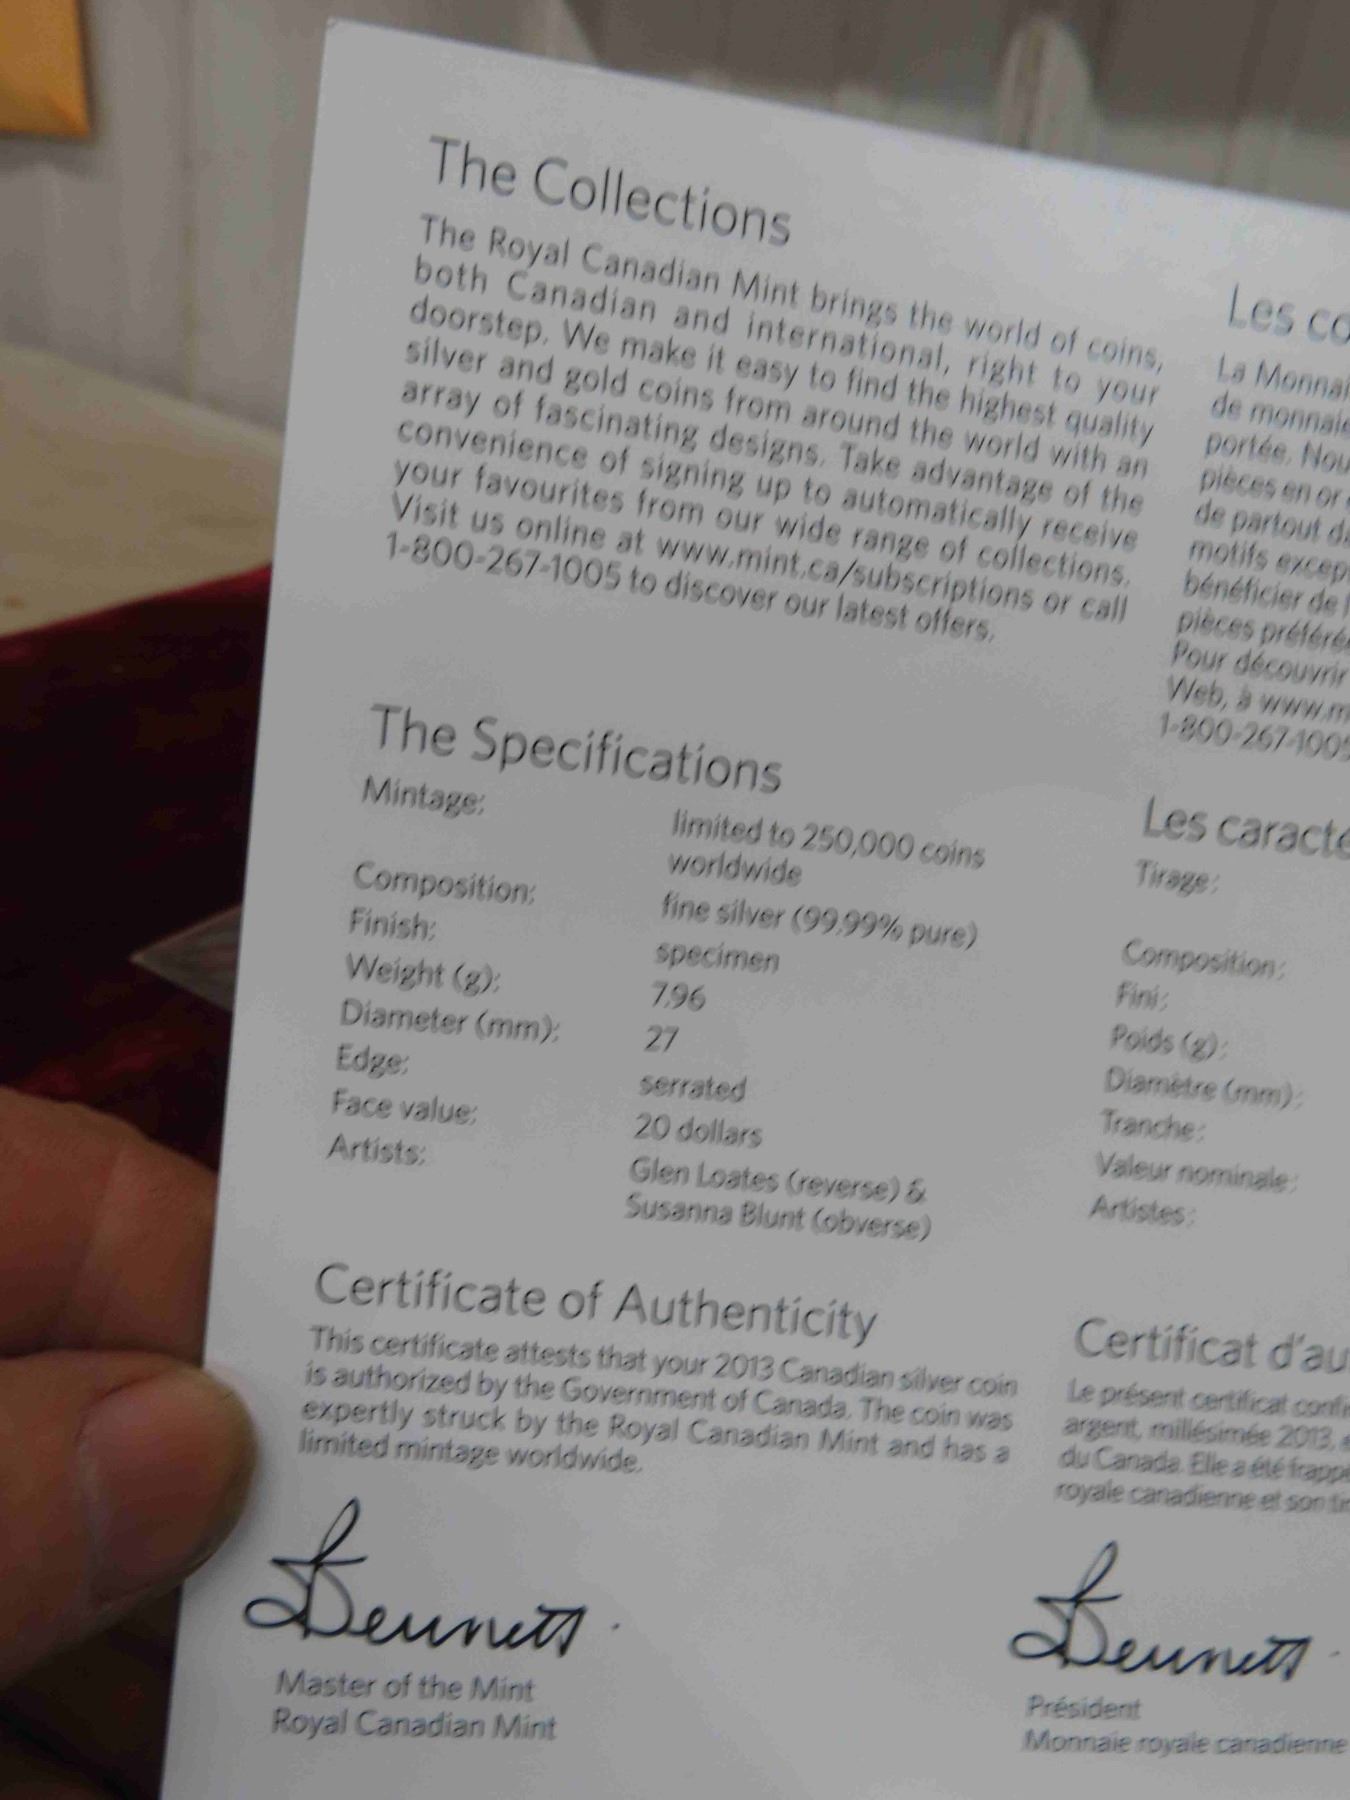 The Collections
The Royal Canadian Mint brings the world of coins,
both Canadian and international, right to your
doorstep. We make it easy to find the highest quality
silver and gold coins from around the world with an
array of fascinating designs. Take advantage of the
convenience of signing up to automatically receive
your favourites from our wide range of collections.
Visit us online at www.mint.ca/subscriptions or call
1-800-267-1005 to discover our latest offers.
The Specifications
Mintage: limited to 250,000 coins
worldwide
Composition: fine silver (99.99% pure)
Finish: specimen
Weight (g): 7.96
Diameter (mm): 27
Edge: serrated
Face value: 20 dollars
Artists: Glen Loates (reverse) &
Susanna Blunt (obverse)
Certificate of Authenticity
This certificate attests that your 2013 Canadian silver coin
is authorized by the Government of Canada. The coin was
expertly struck by the Royal Canadian Mint and has a
limited mintage worldwide.
Bennett
Master of the Mint
Royal Canadian Mint
Les co
La Monnai
de monnaie
portée. Nou
pièces en or
de partout d
motifs excep
bénéficier de l
pièces préféré
Pour découvrir
Web, à www.m
1-800-267-1005
Les caracté
Tirage :
Composition :
Fini :
Poids (g) :
Diamètre (mm) :
Tranche :
Valeur nominale :
Artistes :
Certificat d'au
Le présent certificat confi
argent, millésimée 2013,
du Canada. Elle a été frapp
royale canadienne et son ti
Bennett
Président
Monnaie royale canadienne